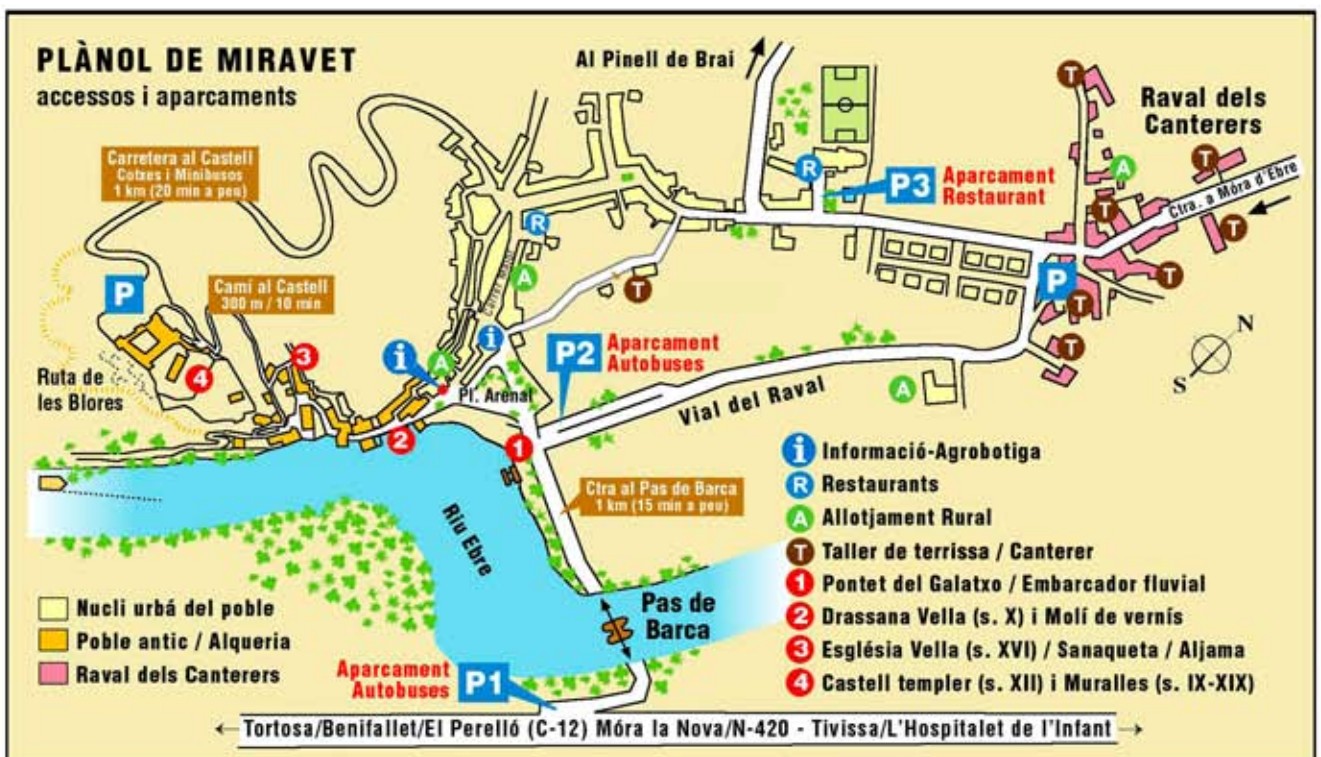 PLÀNOL DE MIRAVET
accessos i aparcaments
Al Pinell de Brai
Raval dels
Canterers
Carretera al Castell
Cotxes i Minibusos
1 km (20 min a peu)
Camí al Castell
300 m / 10 min
P3
Aparcament
Restaurant
Ctra. a Móra d'Ebre
T
T
T
T
T
T
T
T
A
A
A
A
R
R
P
P
i
i
N
S
Ruta de
les Blores
4
3
2
1
Pl. Arenal
P2
Aparcament
Autobuses
Vial del Raval
Ctra al Pas de Barca
1 km (15 min a peu)
Riu Ebre
Pas de
Barca
Nucli urbá del poble
Poble antic / Alqueria
Raval dels Canterers
i Informació-Agrobotiga
R Restaurants
A Allotjament Rural
T Taller de terrissa / Canterer
1 Pontet del Galatxo / Embarcador fluvial
2 Drassana Vella (s. X) i Molí de vernís
3 Església Vella (s. XVI) / Sanaqueta / Aljama
4 Castell templer (s. XII) i Muralles (s. IX-XIX)
Aparcament
Autobuses
P1
Tortosa/Benifallet/El Perelló (C-12) Móra la Nova/N-420 - Tivissa/L'Hospitalet de l'Infant